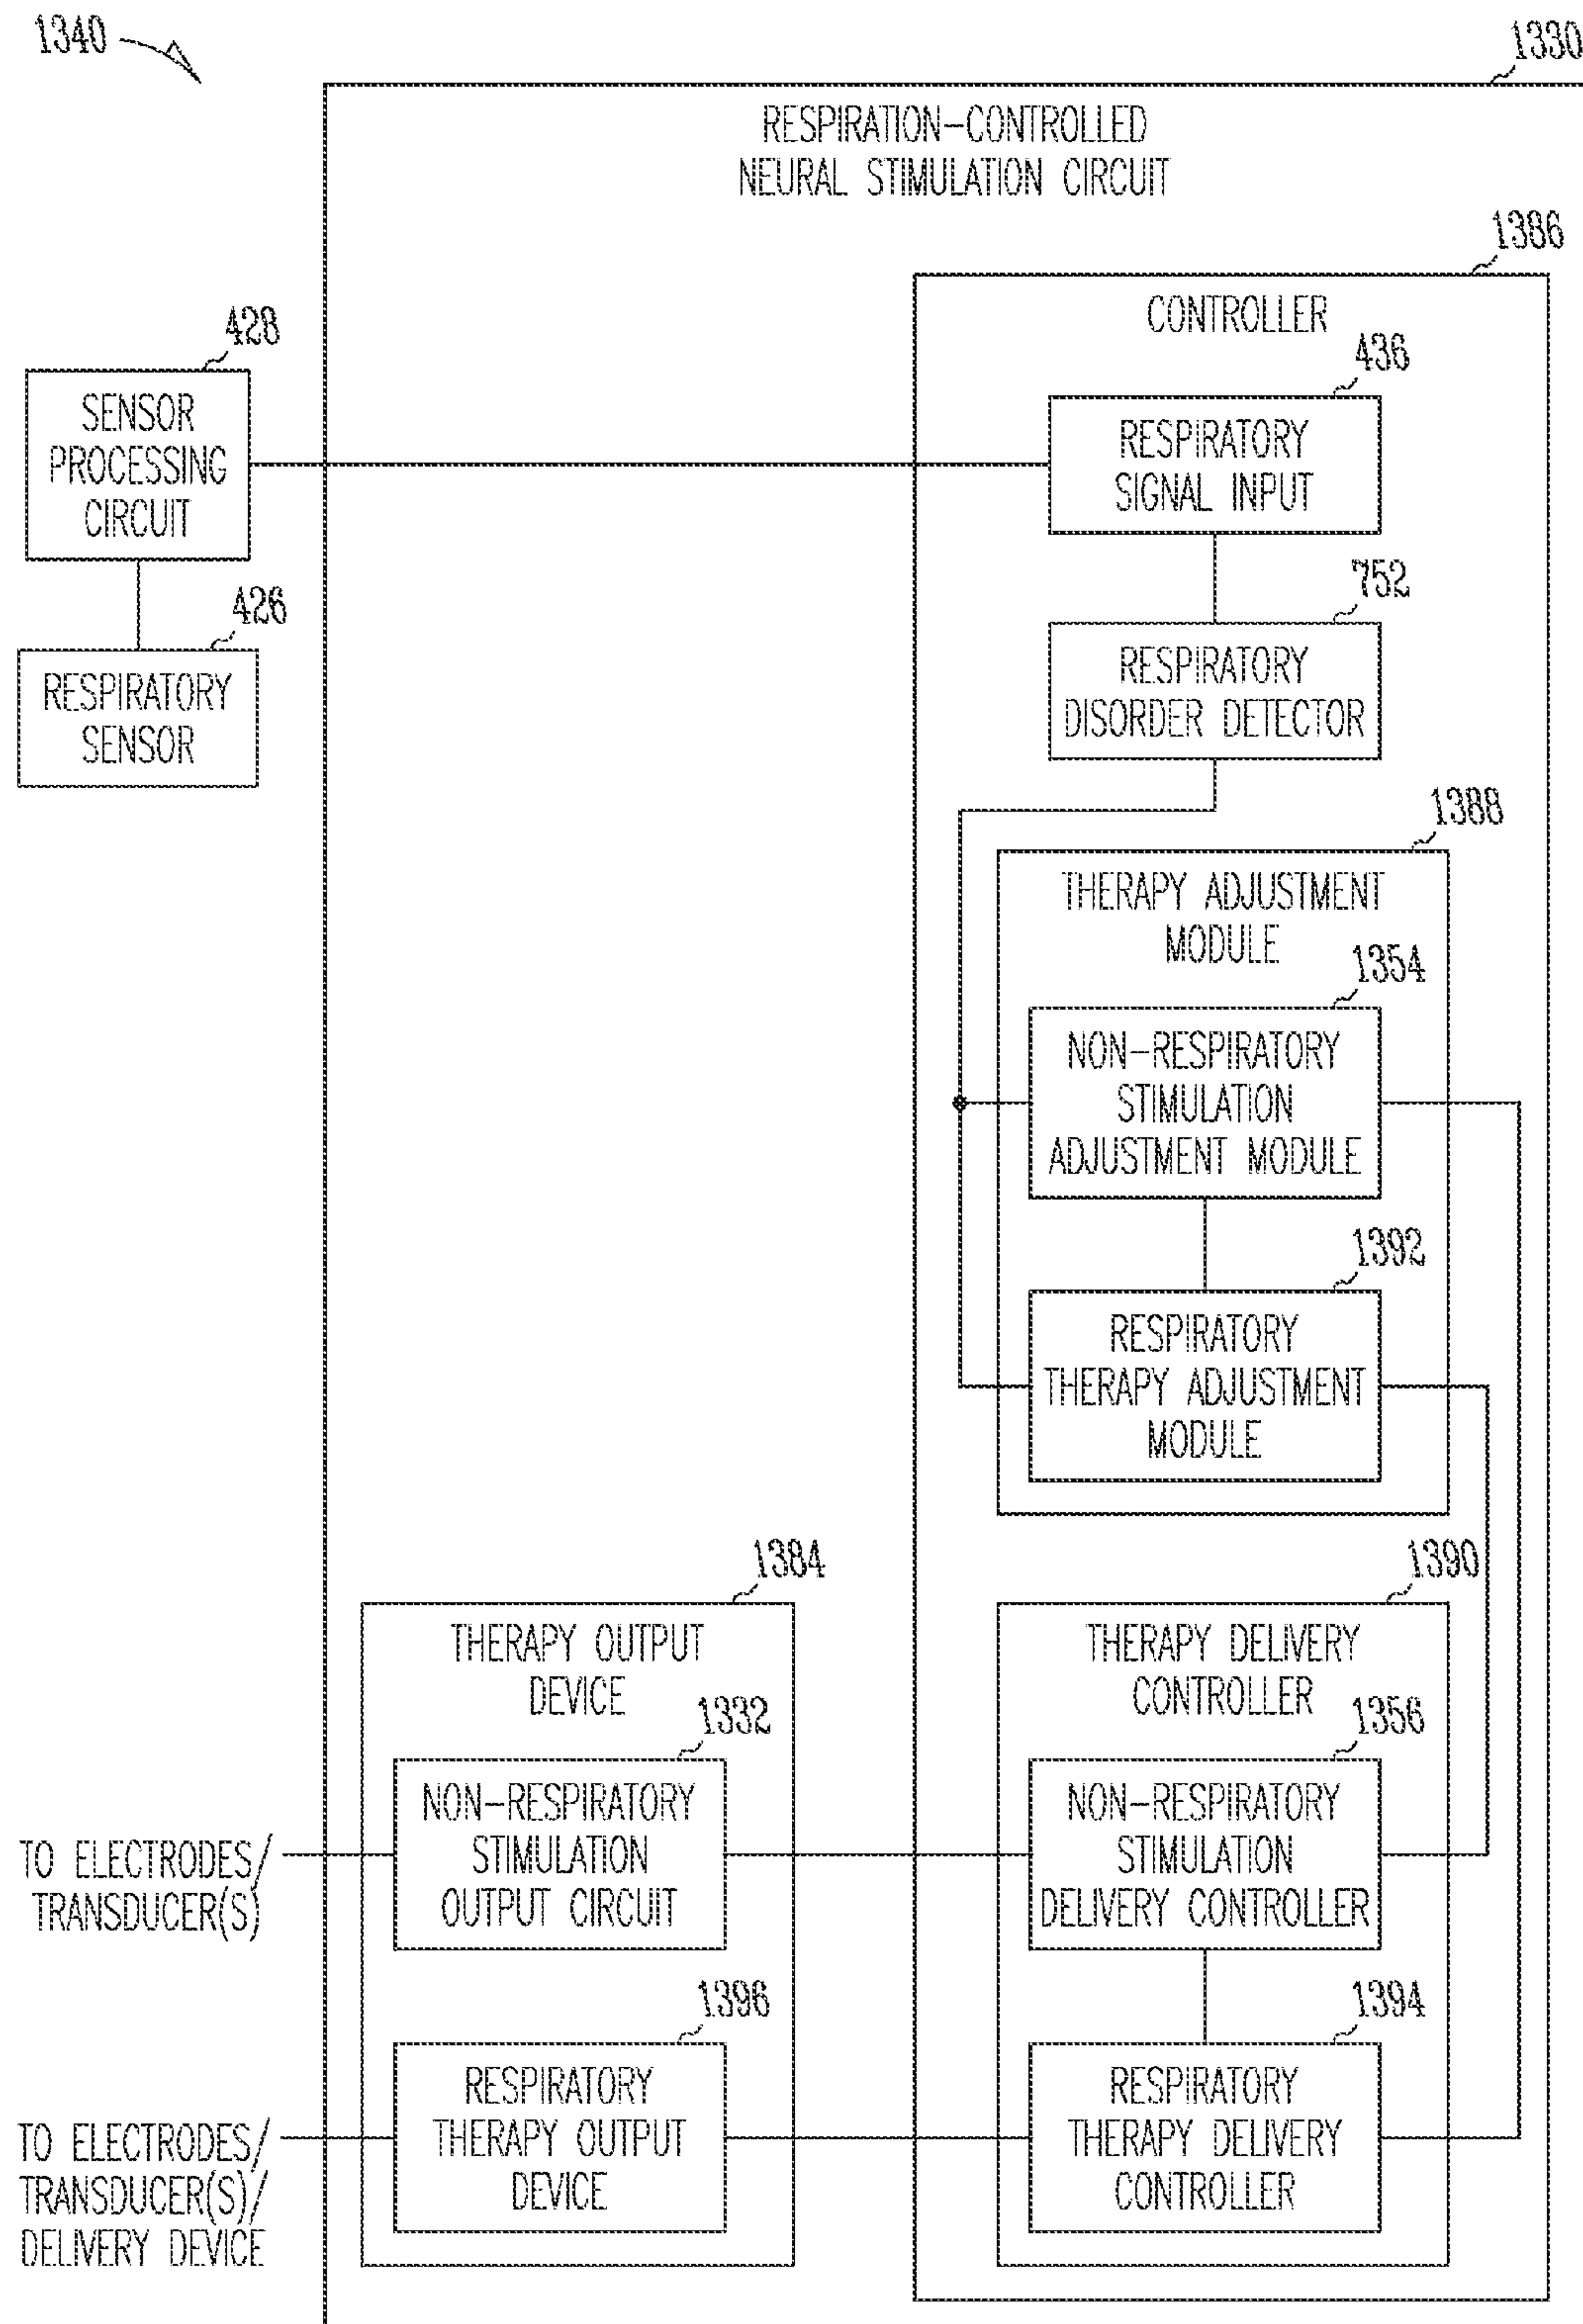 1340
1330
RESPIRATION-CONTROLLED
NEURAL STIMULATION CIRCUIT
1386
CONTROLLER
428
SENSOR
PROCESSING
CIRCUIT
436
RESPIRATORY
SIGNAL INPUT
426
RESPIRATORY
SENSOR
752
RESPIRATORY
DISORDER DETECTOR
1388
THERAPY ADJUSTMENT
MODULE
1354
NON-RESPIRATORY
STIMULATION
ADJUSTMENT MODULE
1392
RESPIRATORY
THERAPY ADJUSTMENT
MODULE
1384
THERAPY OUTPUT
DEVICE
1390
THERAPY DELIVERY
CONTROLLER
1332
NON-RESPIRATORY
STIMULATION
OUTPUT CIRCUIT
1356
NON-RESPIRATORY
STIMULATION
DELIVERY CONTROLLER
TO ELECTRODES/
TRANSDUCER(S)
1396
RESPIRATORY
THERAPY OUTPUT
DEVICE
1394
RESPIRATORY
THERAPY DELIVERY
CONTROLLER
TO ELECTRODES/
TRANSDUCER(S)/
DELIVERY DEVICE